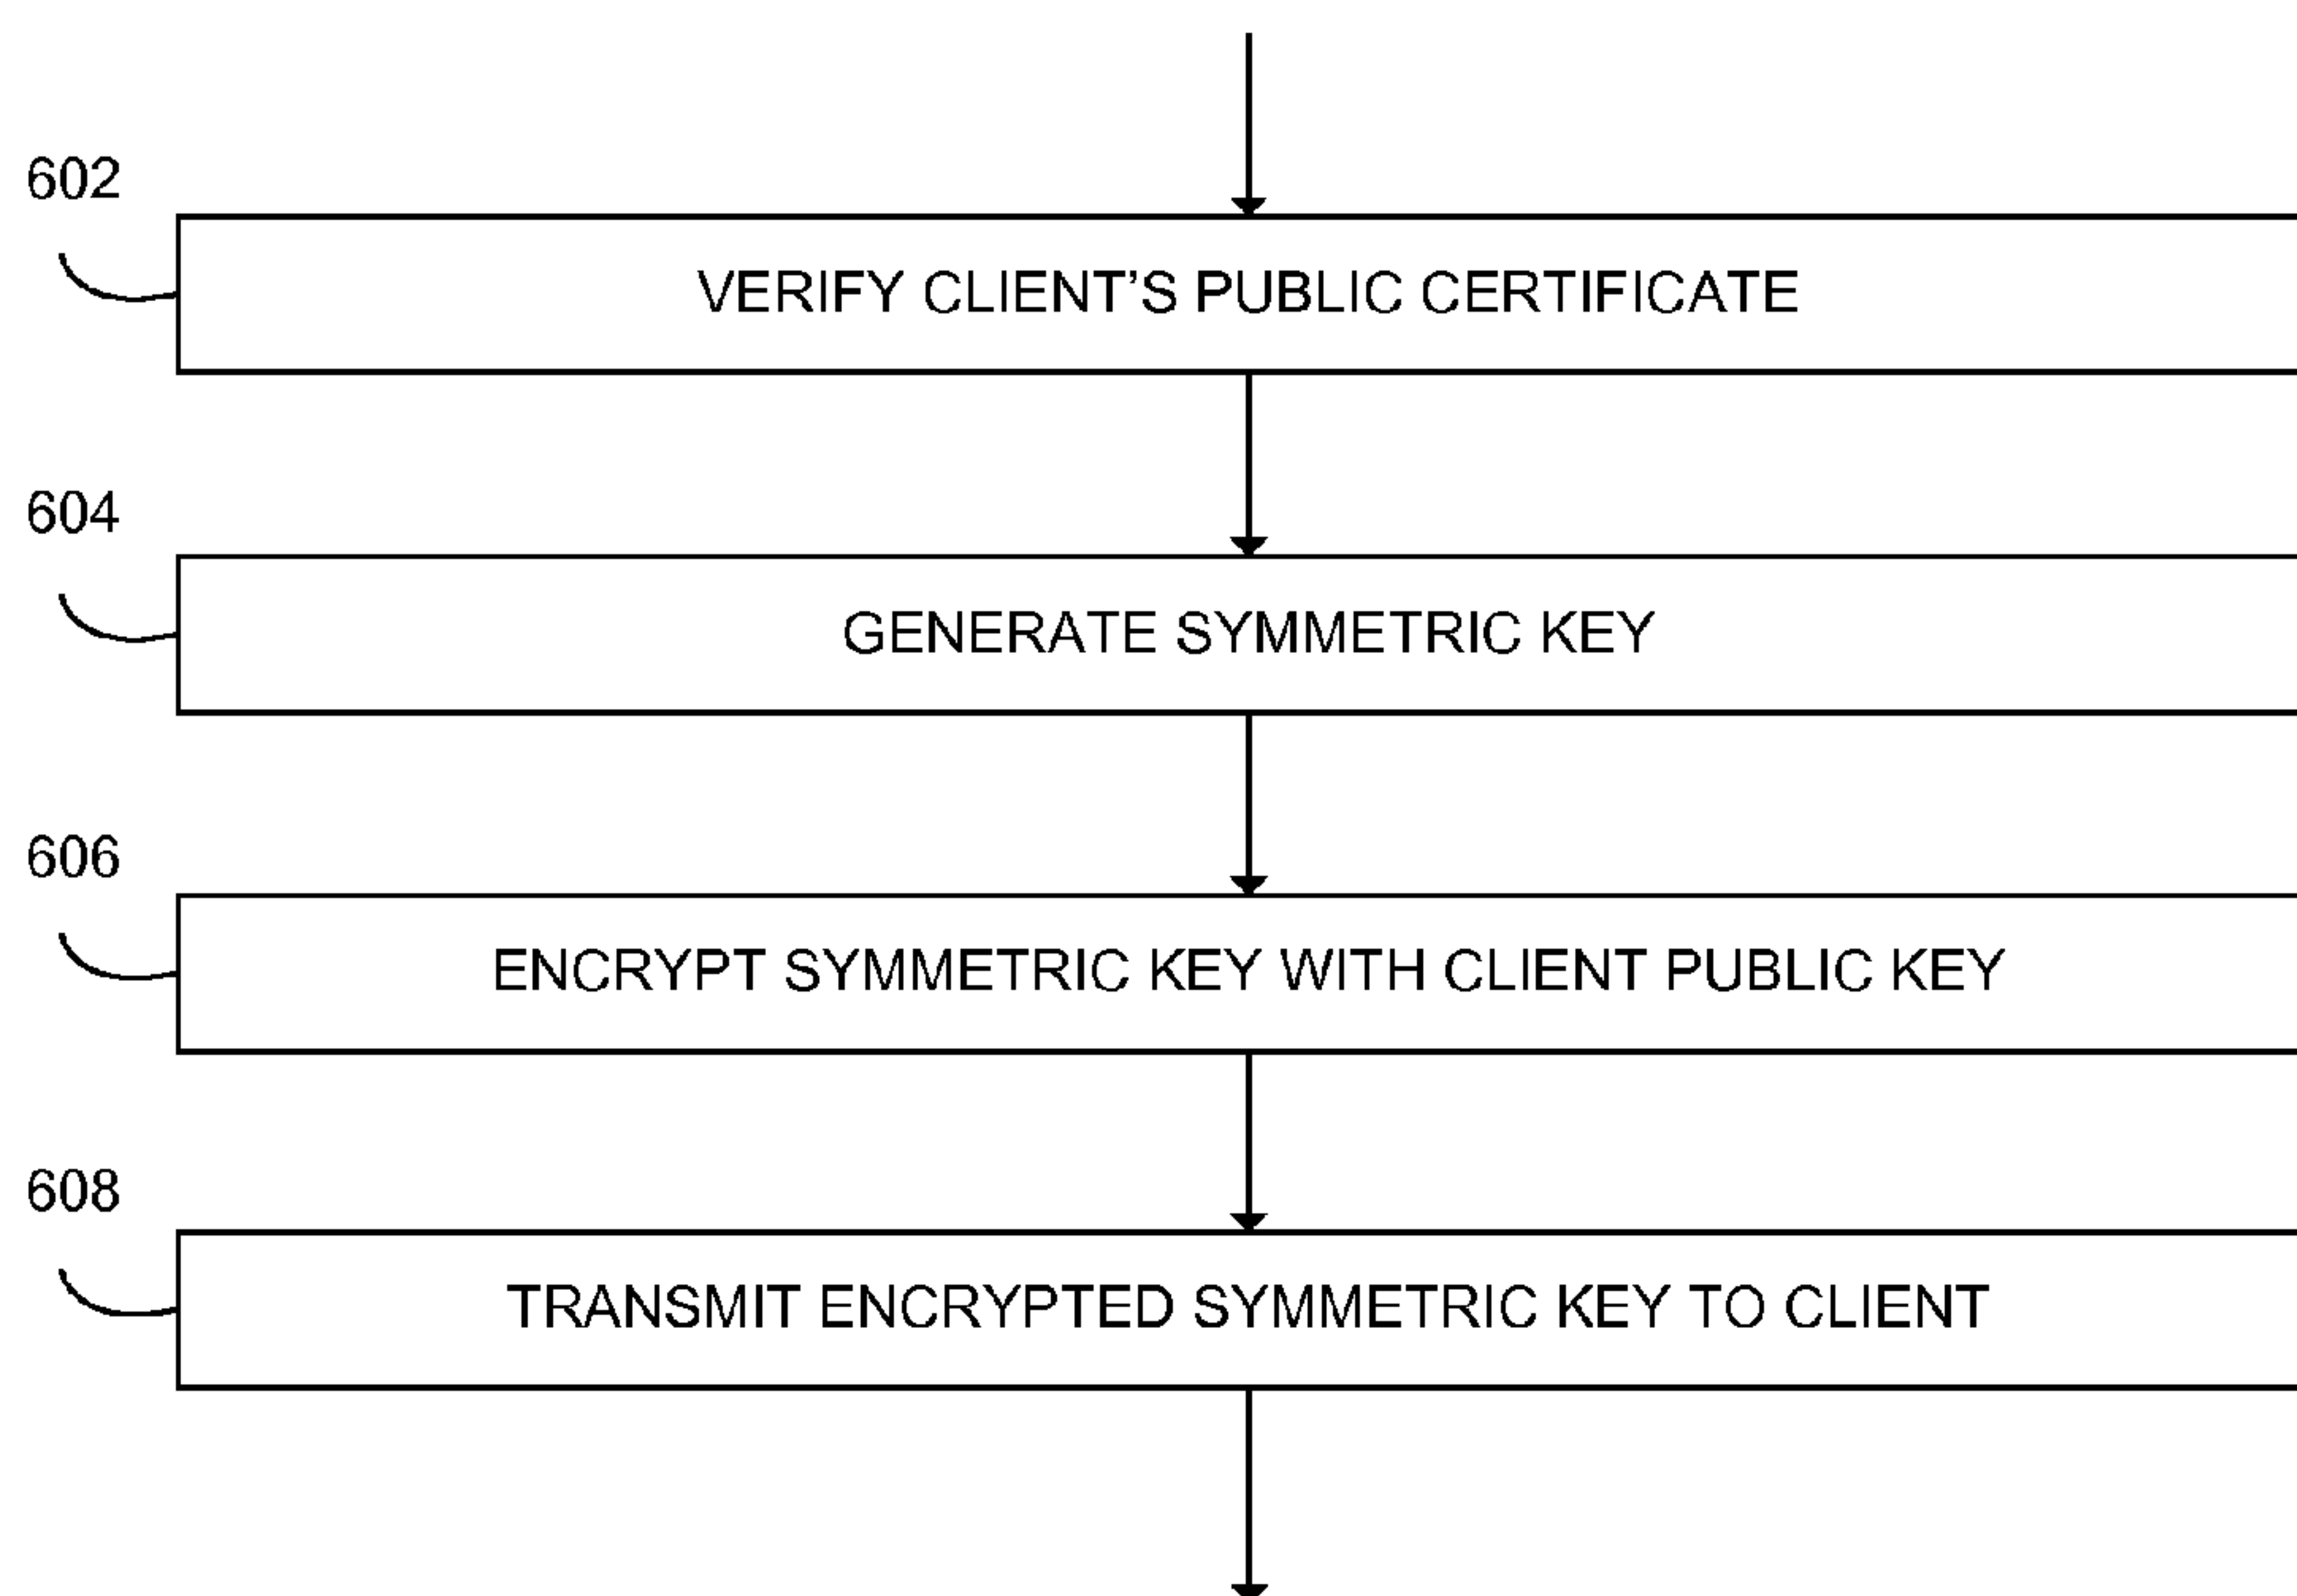 602
VERIFY CLIENT'S PUBLIC CERTIFICATE
604
GENERATE SYMMETRIC KEY
606
ENCRYPT SYMMETRIC KEY WITH CLIENT PUBLIC KEY
608
TRANSMIT ENCRYPTED SYMMETRIC KEY TO CLIENT